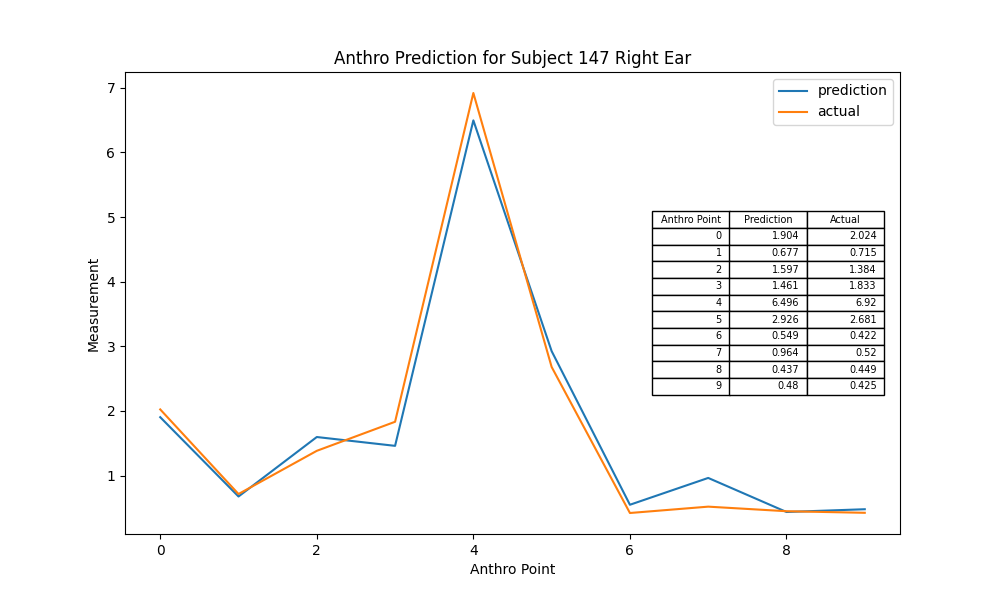 Anthro Prediction for Subject 147 Right Ear
prediction
actual
7
6
5
4
3
2
1
Measurement
Anthro Point Prediction Actual
0 1.904 2.024
1 0.677 0.715
2 1.597 1.384
3 1.461 1.833
4 6.496 6.92
5 2.926 2.681
6 0.549 0.422
7 0.964 0.52
8 0.437 0.449
9 0.48 0.425
0 2 4 6 8
Anthro Point